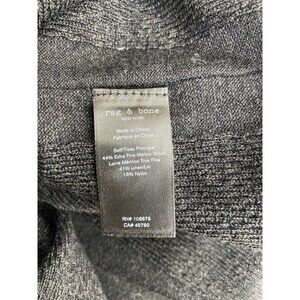 rag & bone
NEW YORK
Made in China/
Fabriqué en Chine
Self/Tissu Principal
44% Extra Fine Merino Wool/
Laine Mérinos Très Fine
41% Linen/Lin
15% Nylon
RN# 108879
CA# 45760